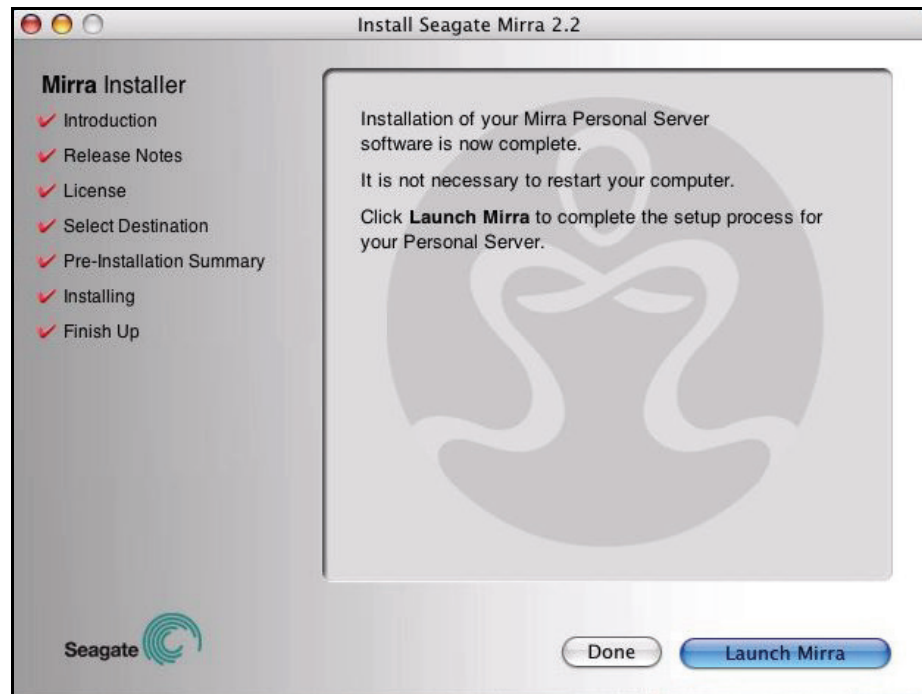 Install Seagate Mirra 2.2
Mirra Installer
Introduction
Release Notes
License
Select Destination
Pre-Installation Summary
Installing
Finish Up
Installation of your Mirra Personal Server
software is now complete.
It is not necessary to restart your computer.
Click Launch Mirra to complete the setup process for
your Personal Server.
Seagate
Done
Launch Mirra